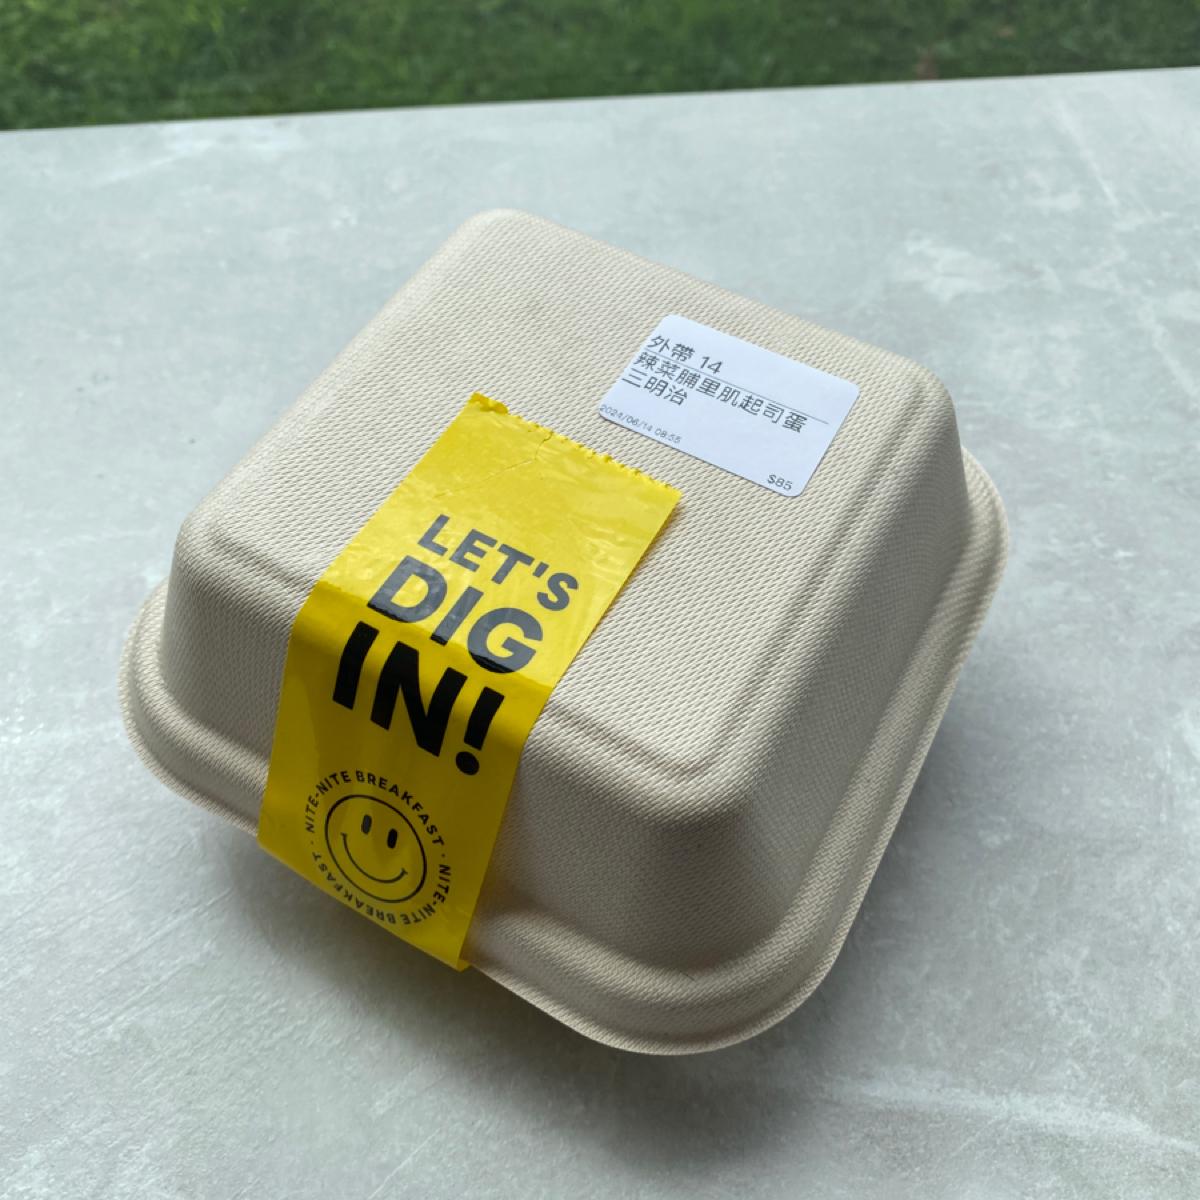 外帶 14
辣菜脯里肌起司蛋
三明治
2024/06/14 08:55
$85
LET'S
DIG
IN!
NITE-NITE BREAKFAST · NITE-NITE BREAKFAST ·